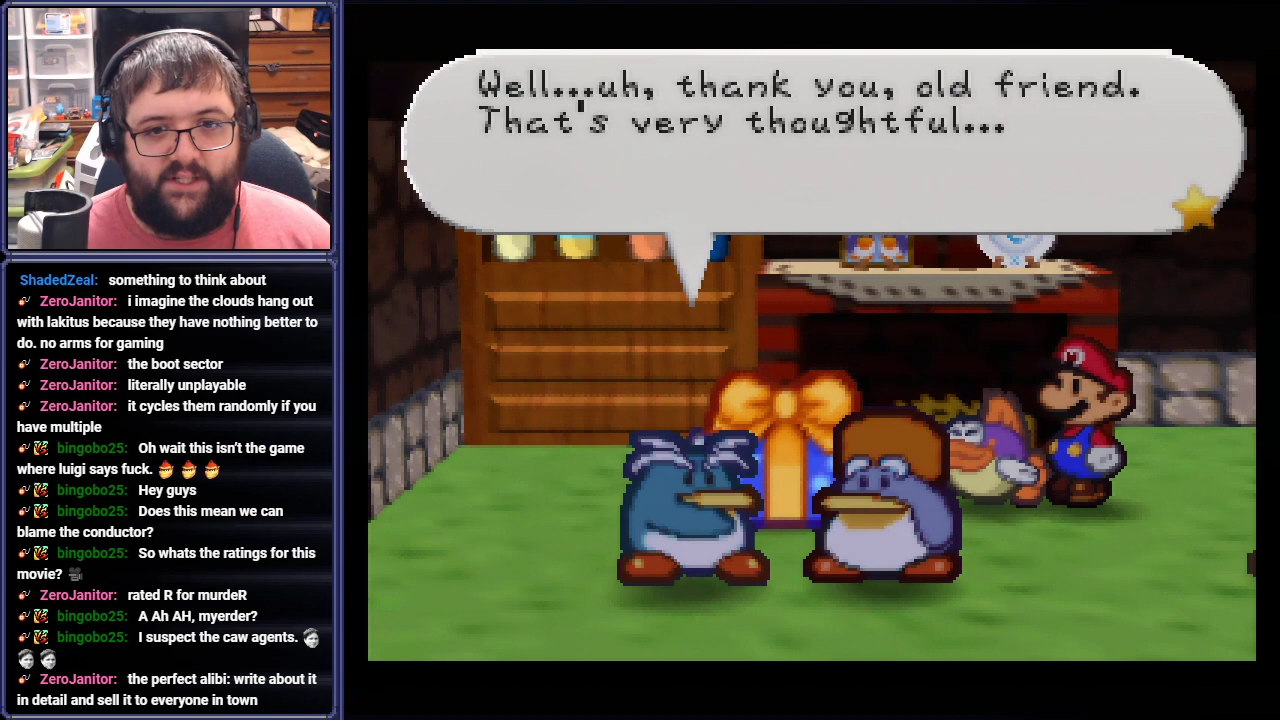 Well...uh, thank you, old friend.
That's very thoughtful...
ShadedZeal: something to think about
ZeroJanitor: i imagine the clouds hang out
with lakitus because they have nothing better to
do. no arms for gaming
ZeroJanitor: the boot sector
ZeroJanitor: literally unplayable
ZeroJanitor: it cycles them randomly if you
have multiple
bingobo25: Oh wait this isn't the game
where luigi says fuck.
bingobo25: Hey guys
bingobo25: Does this mean we can
blame the conductor?
bingobo25: So whats the ratings for this
movie?
ZeroJanitor: rated R for murdeR
bingobo25: A Ah AH, myerder?
bingobo25: I suspect the caw agents.
ZeroJanitor: the perfect alibi: write about it
in detail and sell it to everyone in town
M